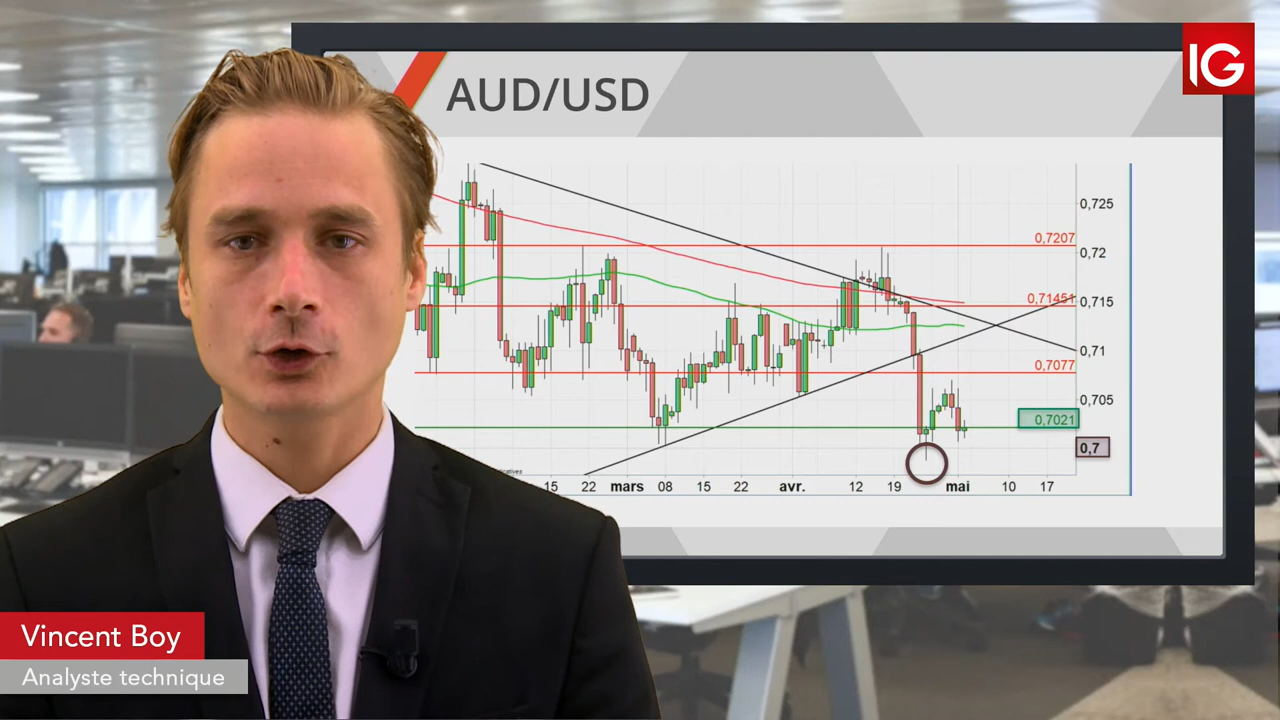 IG
AUD/USD
0,725
0,7207
0,72
0,71451
0,715
0,71
0,7077
0,705
0,7021
0,7
15 22 mars 08 15 22 avr. 12 19 mai 10 17
Vincent Boy
Analyste technique